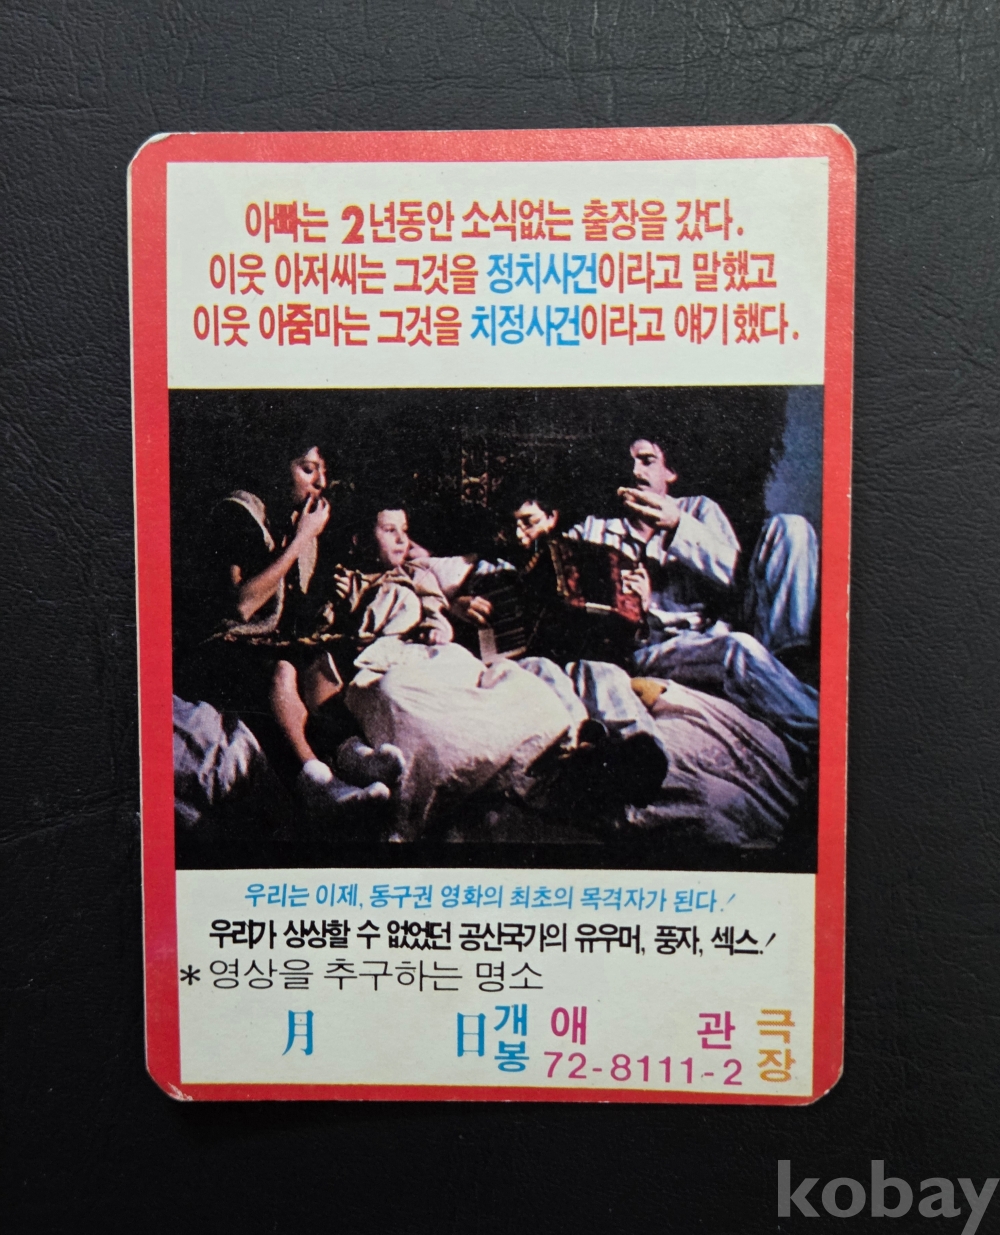 아빠는 2년동안 소식없는 출장을 갔다.
이웃 아저씨는 그것을 정치사건이라고 말했고
이웃 아줌마는 그것을 치정사건이라고 얘기했다.
우리는 이제, 동구권 영화의 최초의 목격자가 된다!
우리가 상상할 수 없었던 공산국가의 유우머, 풍자, 섹스!
*영상을 추구하는 명소
月 日 개봉 애관 극장
72-8111-2
kobay